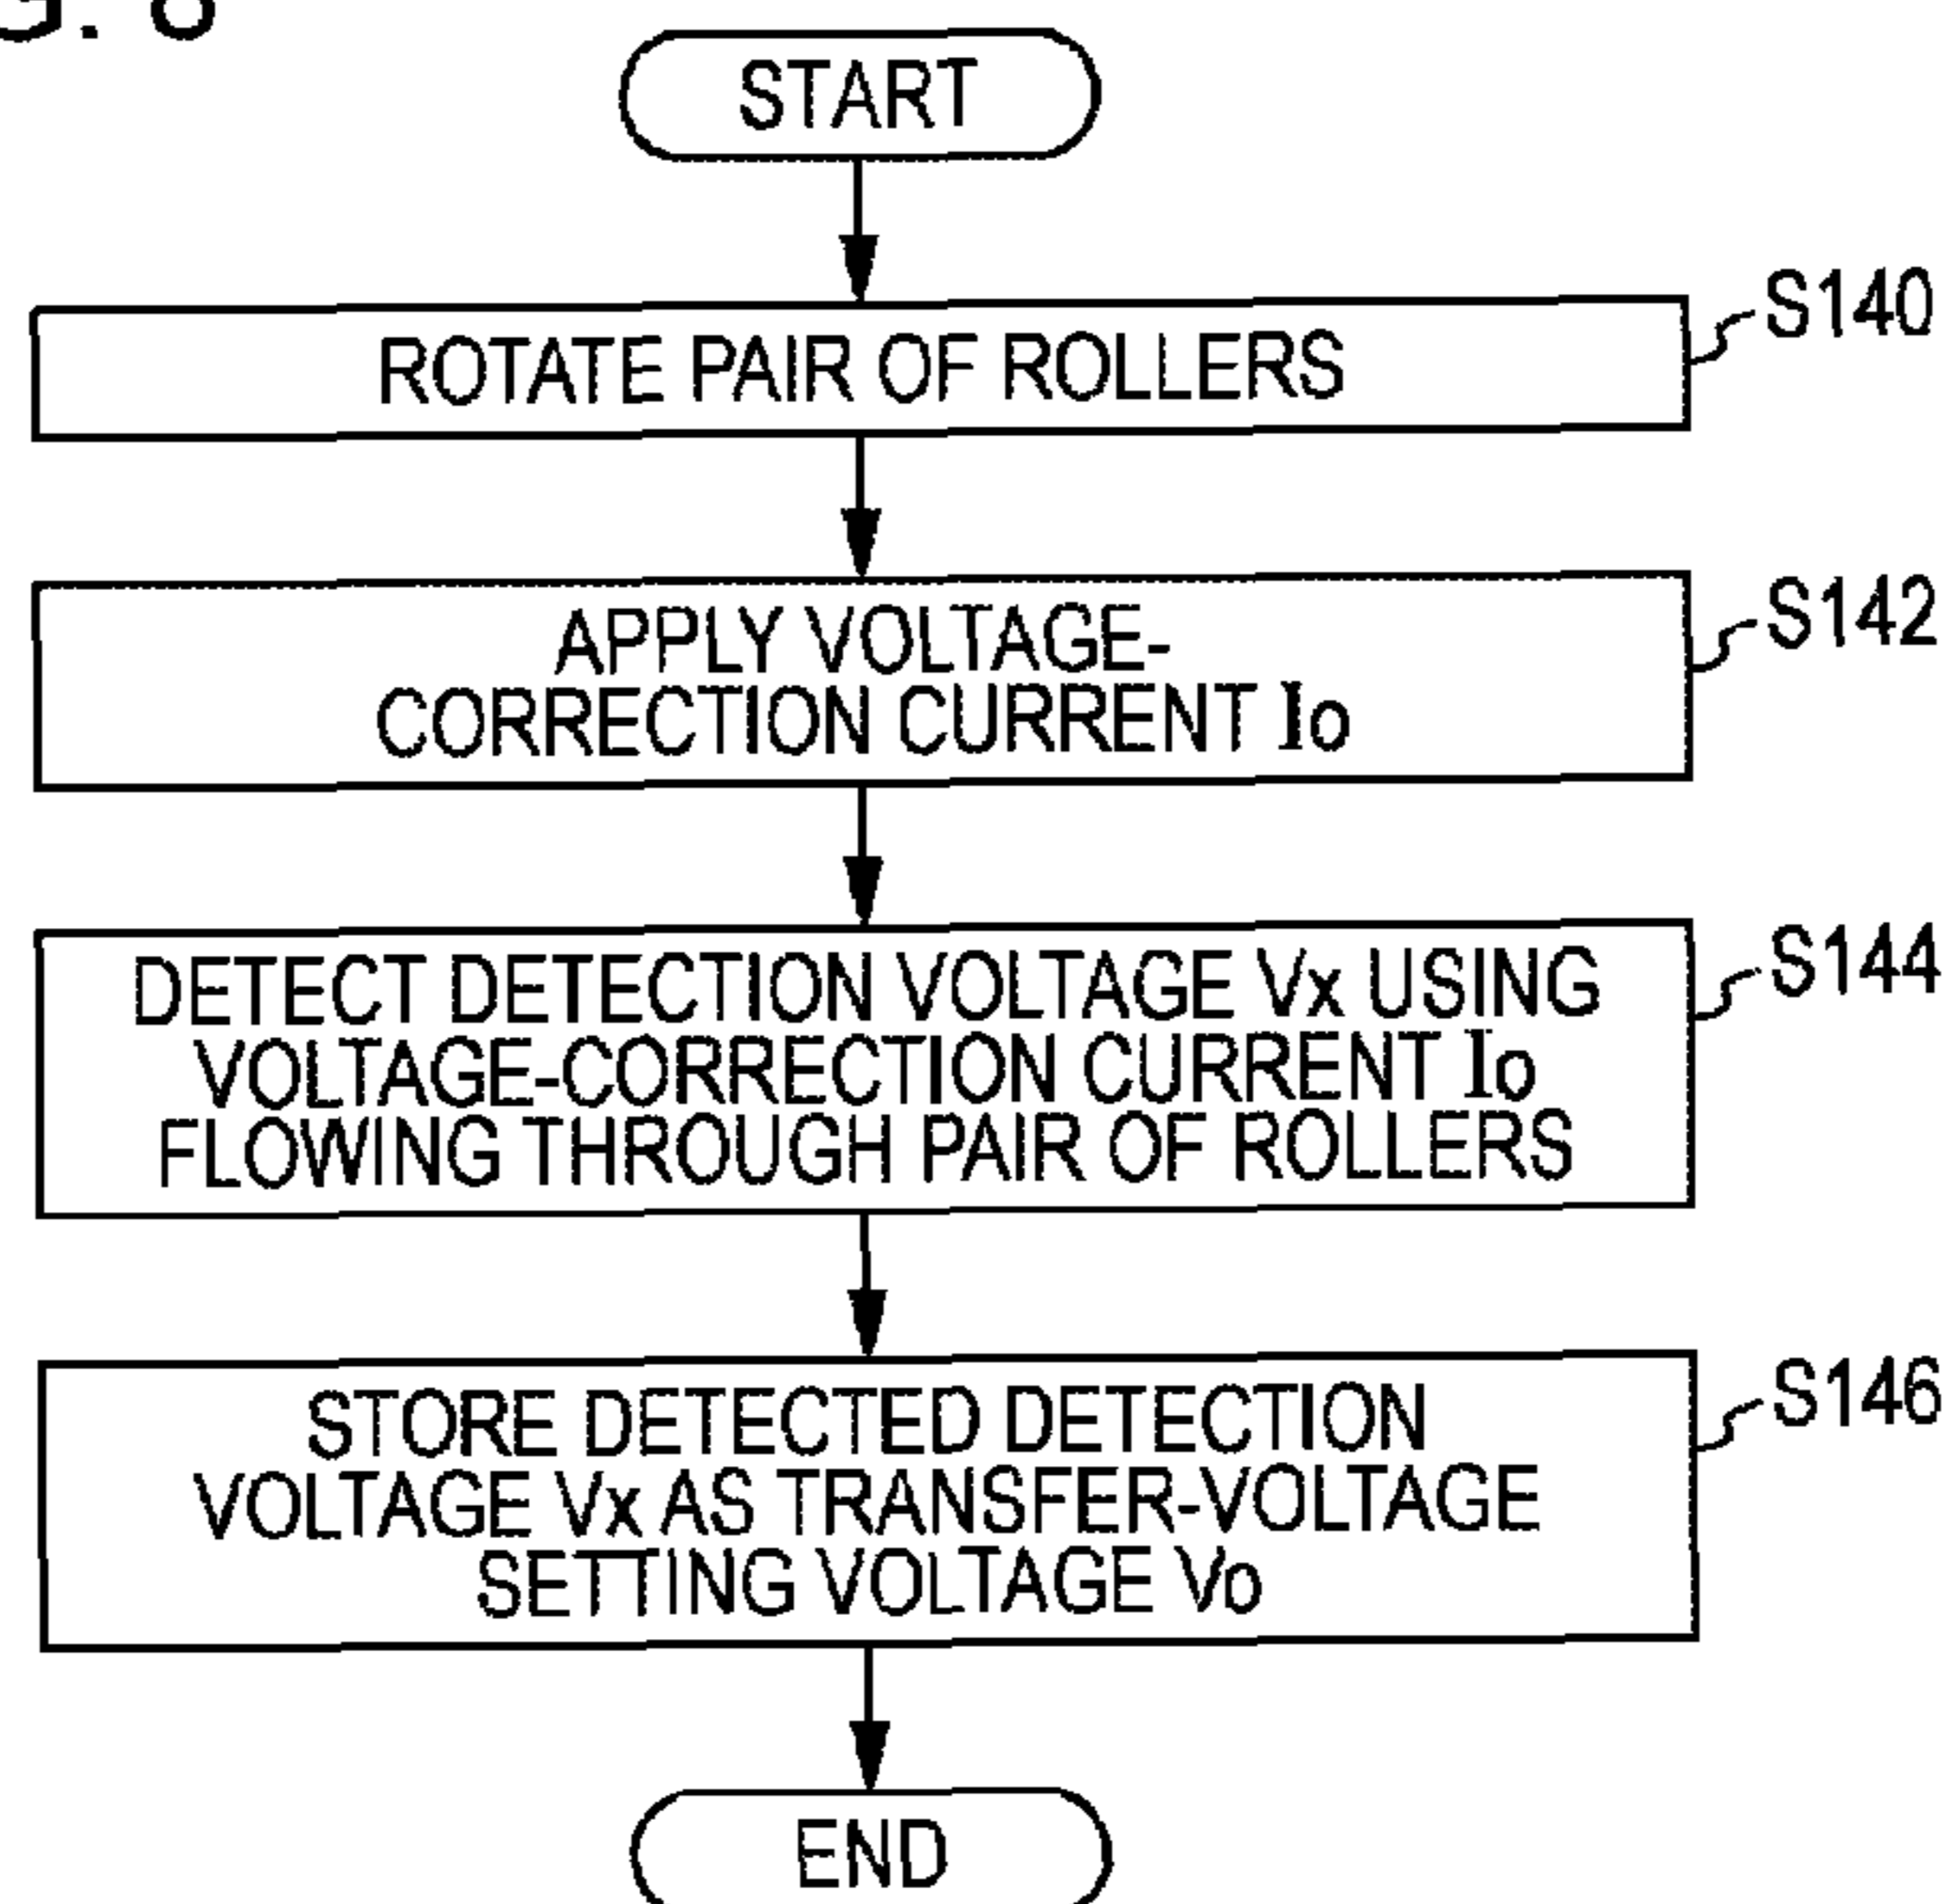 G. 8
START
ROTATE PAIR OF ROLLERS
S140
APPLY VOLTAGE-
CORRECTION CURRENT Io
S142
DETECT DETECTION VOLTAGE Vx USING
VOLTAGE-CORRECTION CURRENT Io
FLOWING THROUGH PAIR OF ROLLERS
S144
STORE DETECTED DETECTION
VOLTAGE Vx AS TRANSFER-VOLTAGE
SETTING VOLTAGE Vo
S146
END